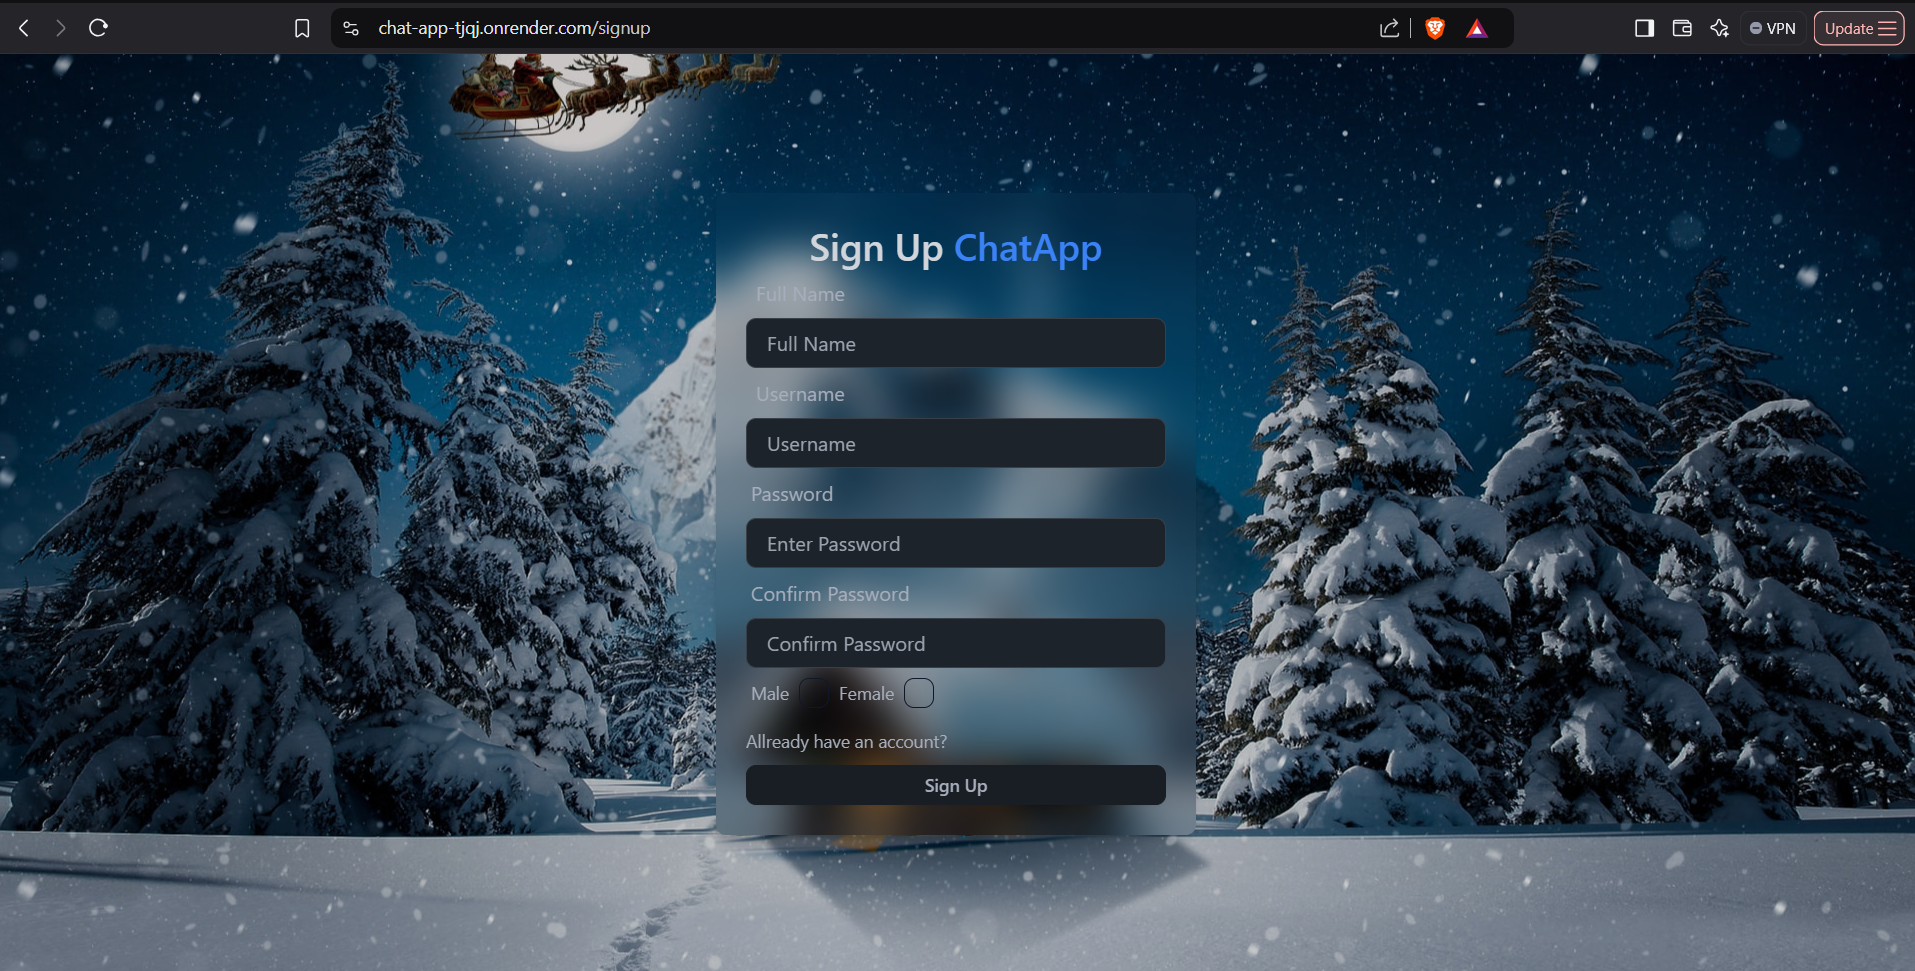 chat-app-tjqj.onrender.com/signup
VPN
Update
Sign Up ChatApp
Full Name
Full Name
Username
Username
Password
Enter Password
Confirm Password
Confirm Password
Male Female
Allready have an account?
Sign Up